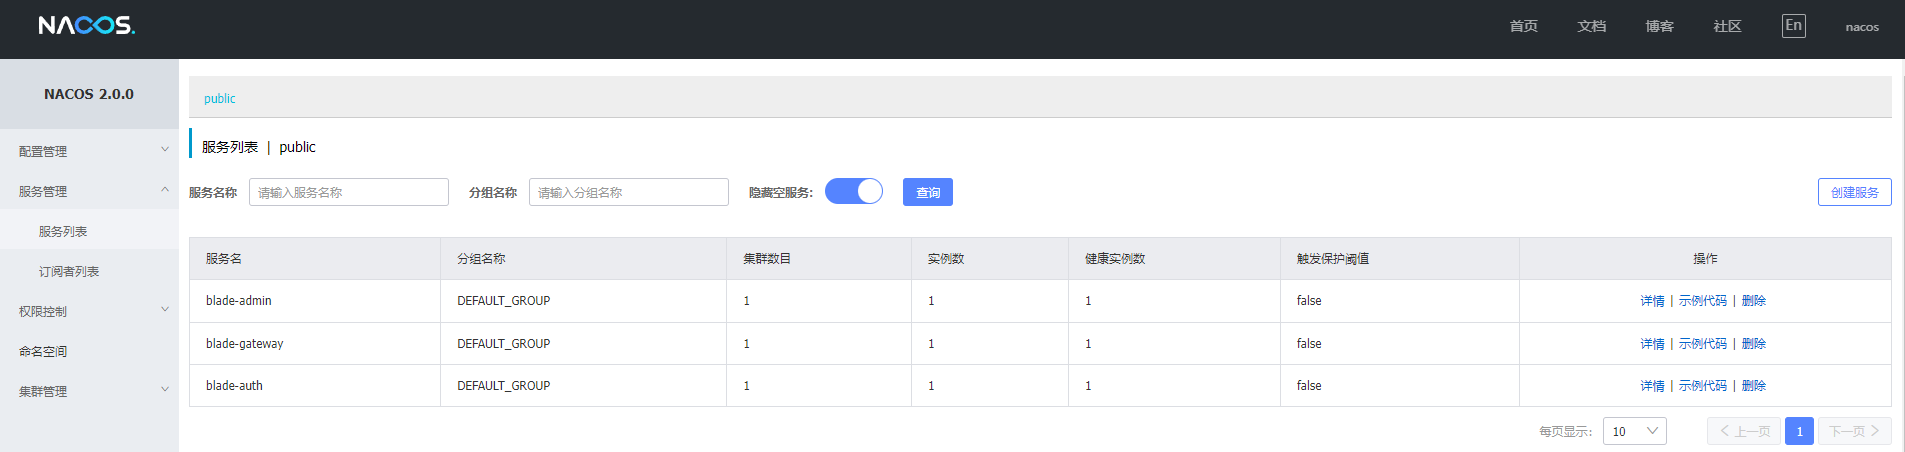 NACOS.
首页 文档 博客 社区 En nacos
NACOS 2.0.0
配置管理
服务管理
服务列表
订阅者列表
权限控制
命名空间
集群管理
public
服务列表 | public
服务名称 请输入服务名称 分组名称 请输入分组名称 隐藏空服务: 查询 创建服务
服务名 分组名称 集群数目 实例数 健康实例数 触发保护阈值 操作
blade-admin DEFAULT_GROUP 1 1 1 false 详情 | 示例代码 | 删除
blade-gateway DEFAULT_GROUP 1 1 1 false 详情 | 示例代码 | 删除
blade-auth DEFAULT_GROUP 1 1 1 false 详情 | 示例代码 | 删除
每页显示: 10 上一页 1 下一页